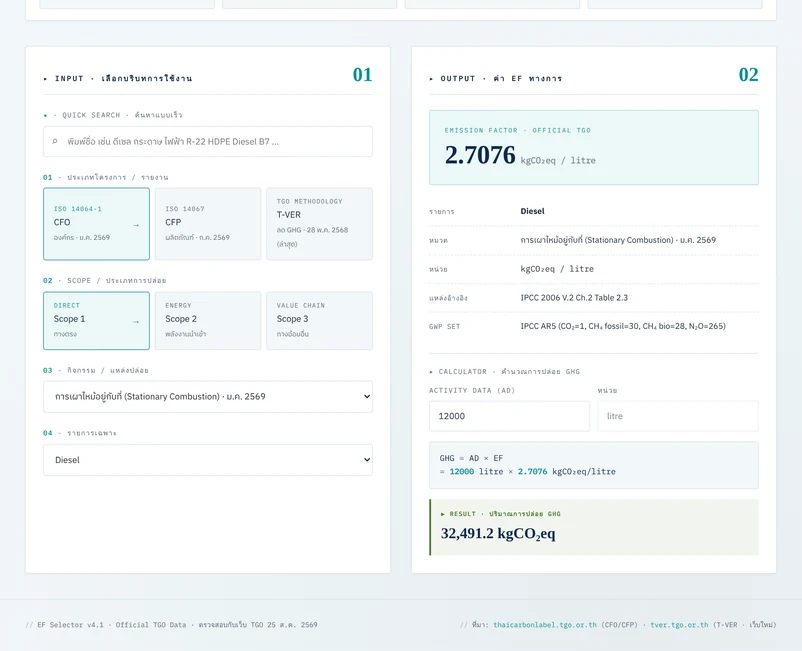 ▸ INPUT · เลือกบริบทการใช้งาน
01
★ · QUICK SEARCH · ค้นหาแบบเร็ว
⌕ พิมพ์ชื่อ เช่น ดีเซล กระดาษ ไฟฟ้า R-22 HDPE Diesel B7 ...
01 · ประเภทโครงการ / รายงาน
ISO 14064-1
CFO →
องค์กร · ม.ค. 2569
ISO 14067
CFP
ผลิตภัณฑ์ · ก.ค. 2569
TGO METHODOLOGY
T-VER
ลด GHG · 28 พ.ค. 2568
(ล่าสุด)
02 · SCOPE / ประเภทการปล่อย
DIRECT
Scope 1 →
ทางตรง
ENERGY
Scope 2
พลังงานนำเข้า
VALUE CHAIN
Scope 3
ทางอ้อมอื่น
03 · กิจกรรม / แหล่งปล่อย
การเผาไหม้อยู่กับที่ (Stationary Combustion) · ม.ค. 2569
04 · รายการเฉพาะ
Diesel
▸ OUTPUT · ค่า EF ทางการ
02
EMISSION FACTOR · OFFICIAL TGO
2.7076 kgCO₂eq / litre
รายการ Diesel
หมวด การเผาไหม้อยู่กับที่ (Stationary Combustion) · ม.ค. 2569
หน่วย kgCO₂eq / litre
แหล่งอ้างอิง IPCC 2006 V.2 Ch.2 Table 2.3
GWP SET IPCC AR5 (CO₂=1, CH₄ fossil=30, CH₄ bio=28, N₂O=265)
▸ CALCULATOR · คำนวณการปล่อย GHG
ACTIVITY DATA (AD) หน่วย
12000 litre
GHG = AD × EF
= 12000 litre × 2.7076 kgCO₂eq/litre
▸ RESULT · ปริมาณการปล่อย GHG
32,491.2 kgCO₂eq
// EF Selector v4.1 · Official TGO Data · ตรวจสอบกับเว็บ TGO 25 ส.ค. 2569
// ที่มา: thaicarbonlabel.tgo.or.th (CFO/CFP) · tver.tgo.or.th (T-VER · เว็บใหม่)